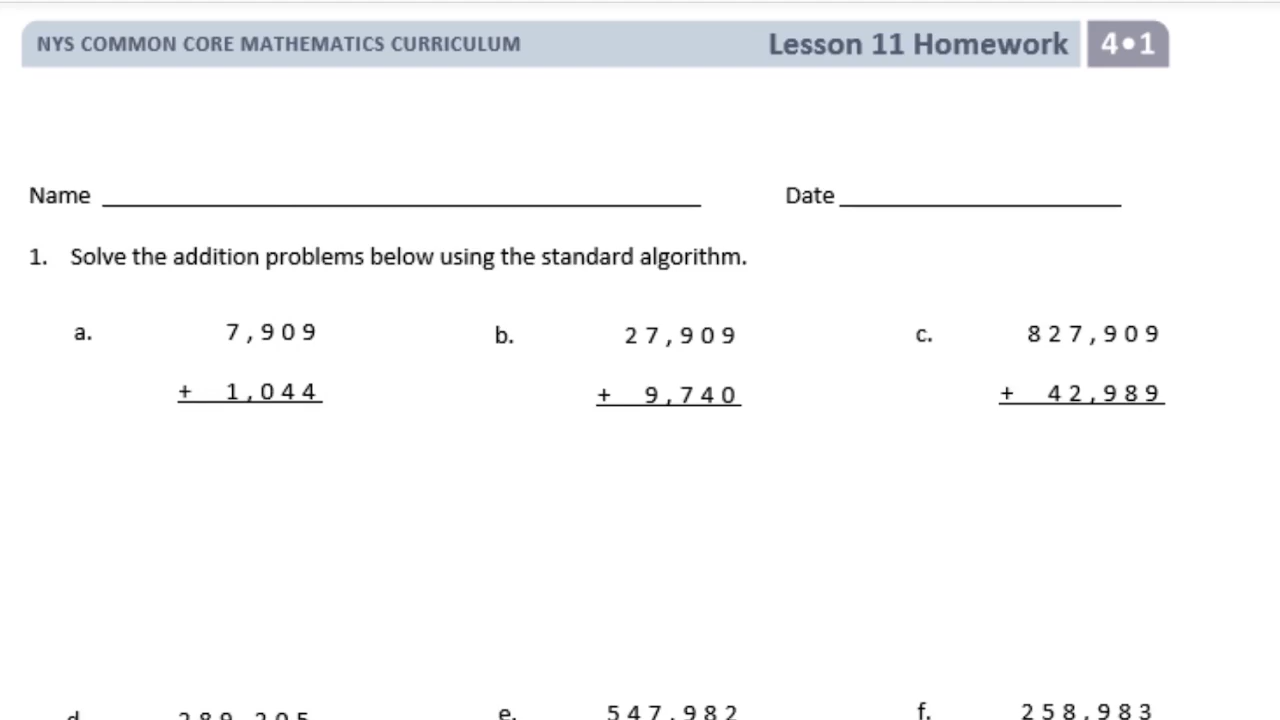 NYS COMMON CORE MATHEMATICS CURRICULUM Lesson 11 Homework 4•1
Name Date
1. Solve the addition problems below using the standard algorithm.
a. 7,909 b. 27,909 c. 827,909
+ 1,044 + 9,740 + 42,989
d. 289,205 e. 547,982 f. 258,983